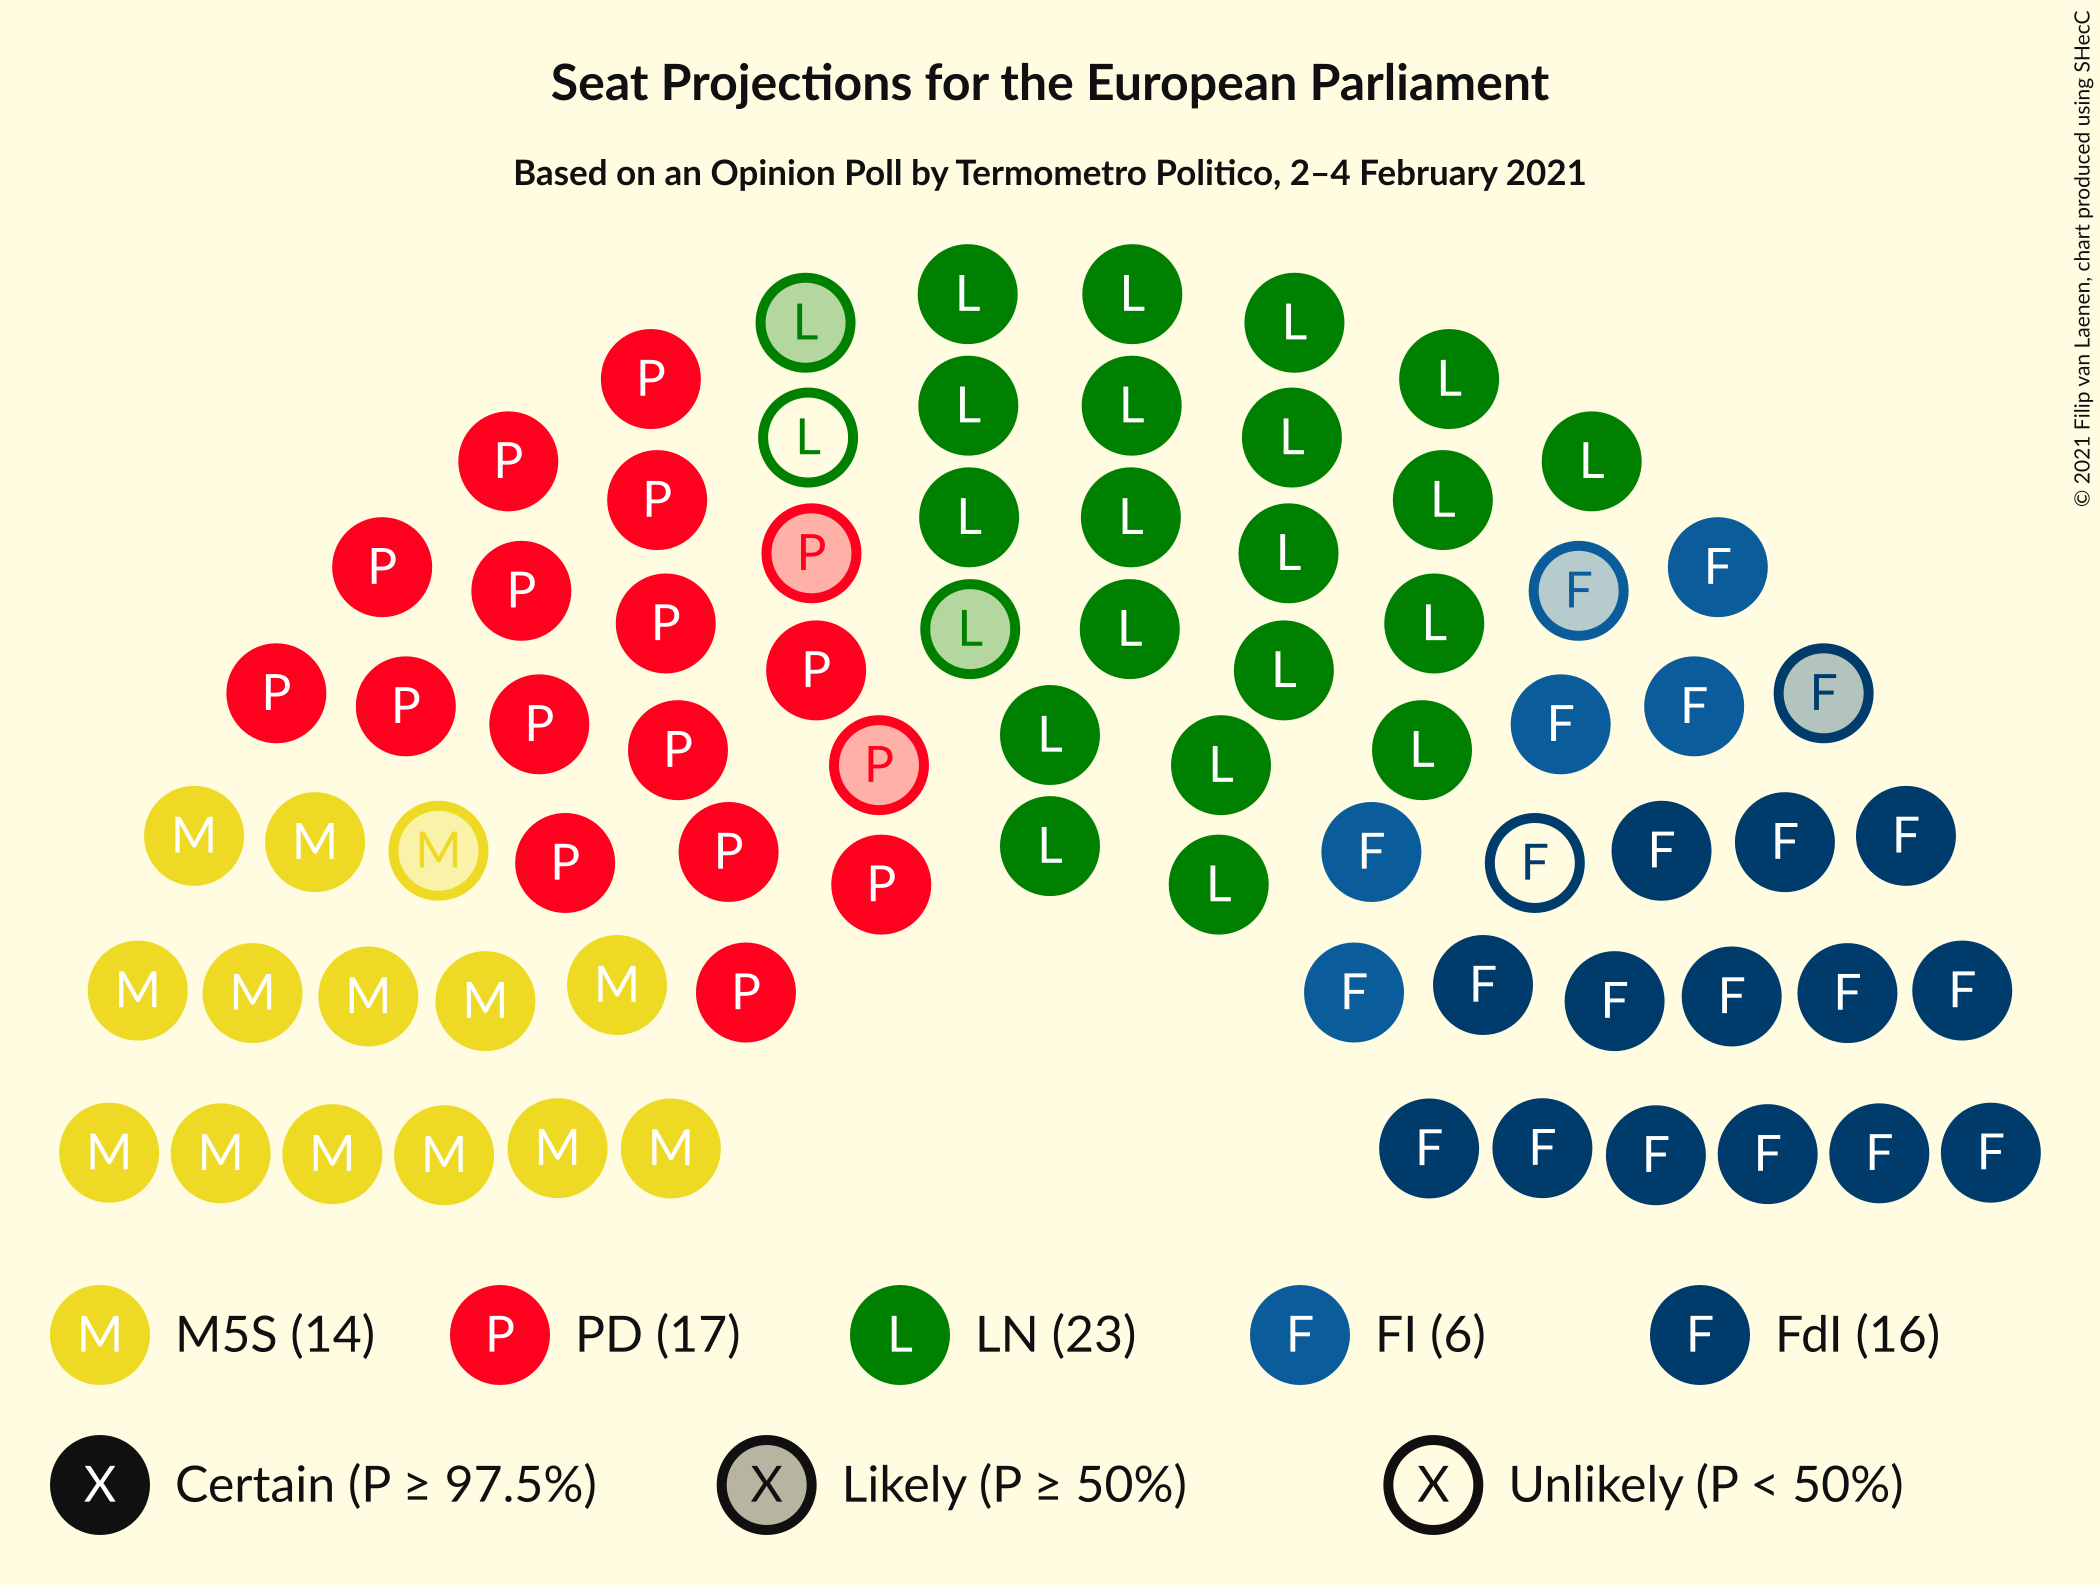 Seat Projections for the European Parliament
Based on an Opinion Poll by Termometro Politico, 2–4 February 2021
© 2021 Filip van Laenen, chart produced using SHecC
L L L L
P L L P
P L L L L P L
P P L L F F
P P L L L F
P P P L L L P F F F
P P L L F
P L
M M M P P P L L F F F F F
M M M M M P F F F F F F
M M M M M M F F F F F F
M M5S (14) P PD (17) L LN (23) F FI (6) F FdI (16)
X Certain (P ≥ 97.5%) X Likely (P ≥ 50%) X Unlikely (P < 50%)